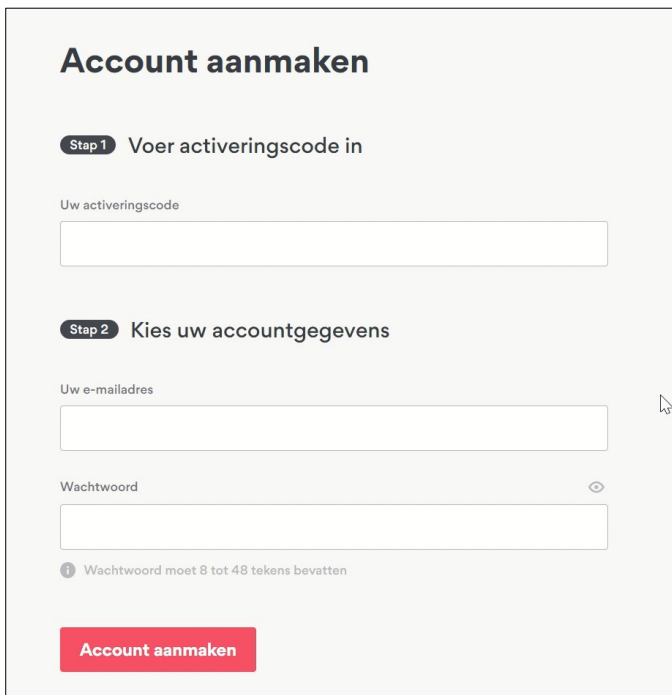 Account aanmaken
Stap 1 Voer activeringscode in
Uw activeringscode
Stap 2 Kies uw accountgegevens
Uw e-mailadres
Wachtwoord
Wachtwoord moet 8 tot 48 tekens bevatten
Account aanmaken